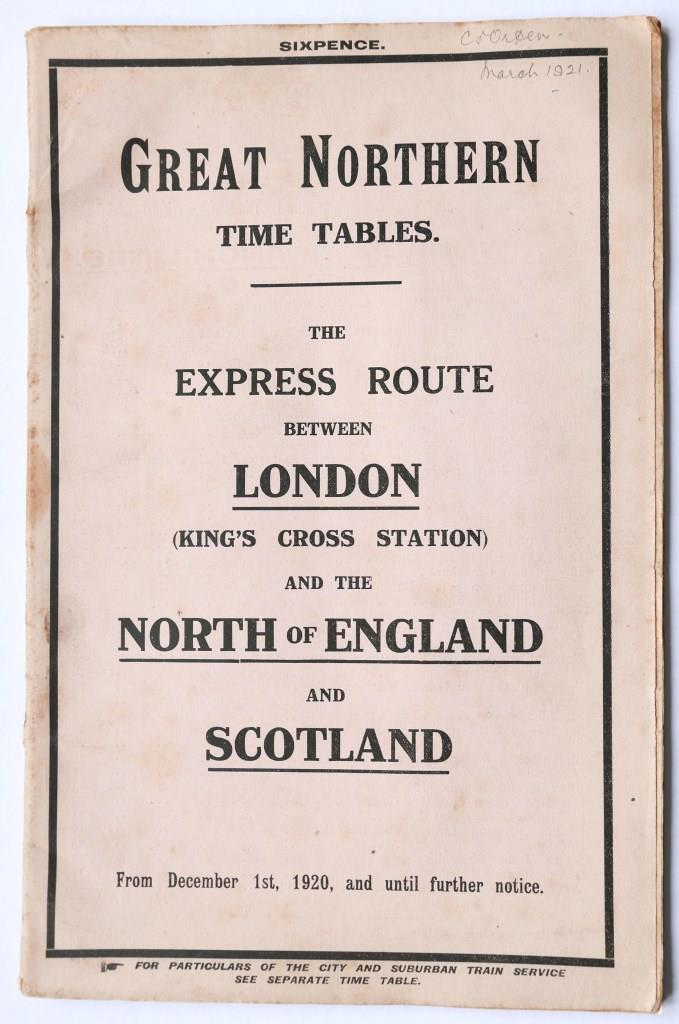 SIXPENCE.
March 1921.
GREAT NORTHERN
TIME TABLES.
THE
EXPRESS ROUTE
BETWEEN
LONDON
(KING'S CROSS STATION)
AND THE
NORTH OF ENGLAND
AND
SCOTLAND
From December 1st, 1920, and until further notice.
☛ FOR PARTICULARS OF THE CITY AND SUBURBAN TRAIN SERVICE
SEE SEPARATE TIME TABLE.